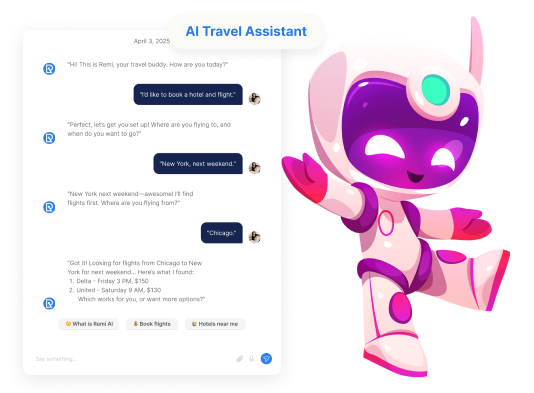 AI Travel Assistant
April 3, 2025
"Hi! This is Remi, your travel buddy. How are you today?"
"I'd like to book a hotel and flight."
"Perfect, let's get you set up! Where are you flying to, and
when do you want to go?"
"New York, next weekend."
"New York next weekend—awesome! I'll find
flights first. Where are you flying from?"
"Chicago."
"Got it! Looking for flights from Chicago to New
York for next weekend... Here's what I found:
1. Delta - Friday 3 PM, $150
2. United - Saturday 9 AM, $130
Which works for you, or want more options?"
What is Remi AI
Book flights
Hotels near me
Say something...